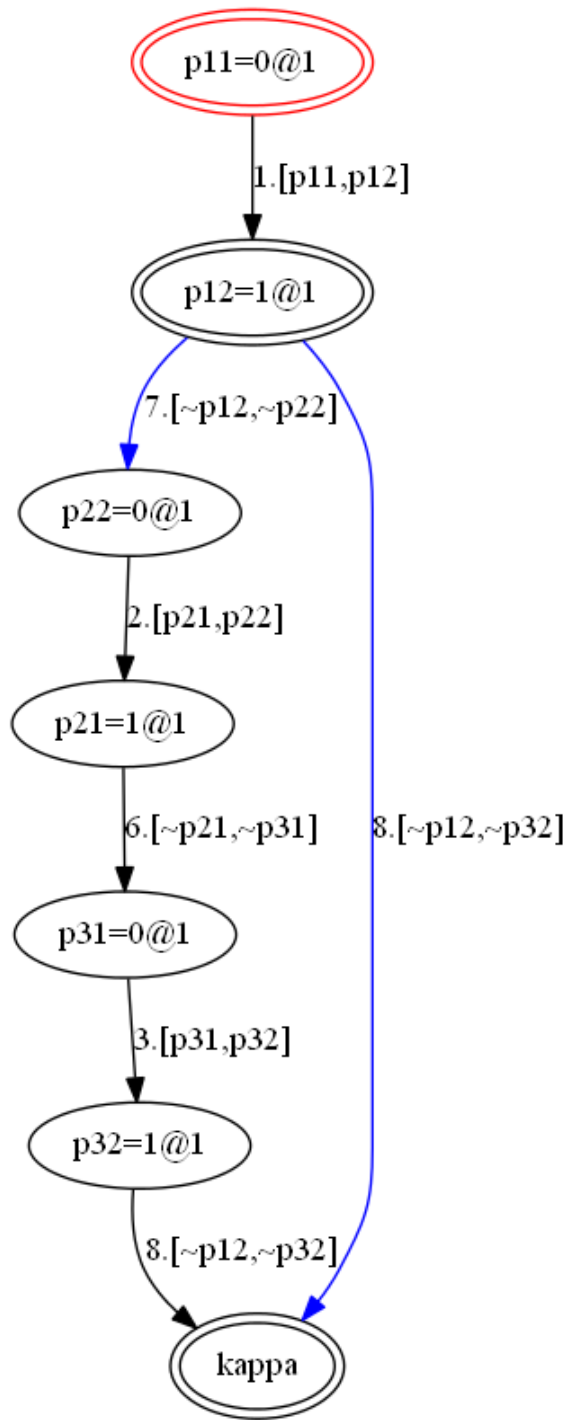 p11=0@1
1.[p11,p12]
p12=1@1
7.[~p12,~p22]
p22=0@1
2.[p21,p22]
p21=1@1
6.[~p21,~p31]
8.[~p12,~p32]
p31=0@1
3.[p31,p32]
p32=1@1
8.[~p12,~p32]
kappa